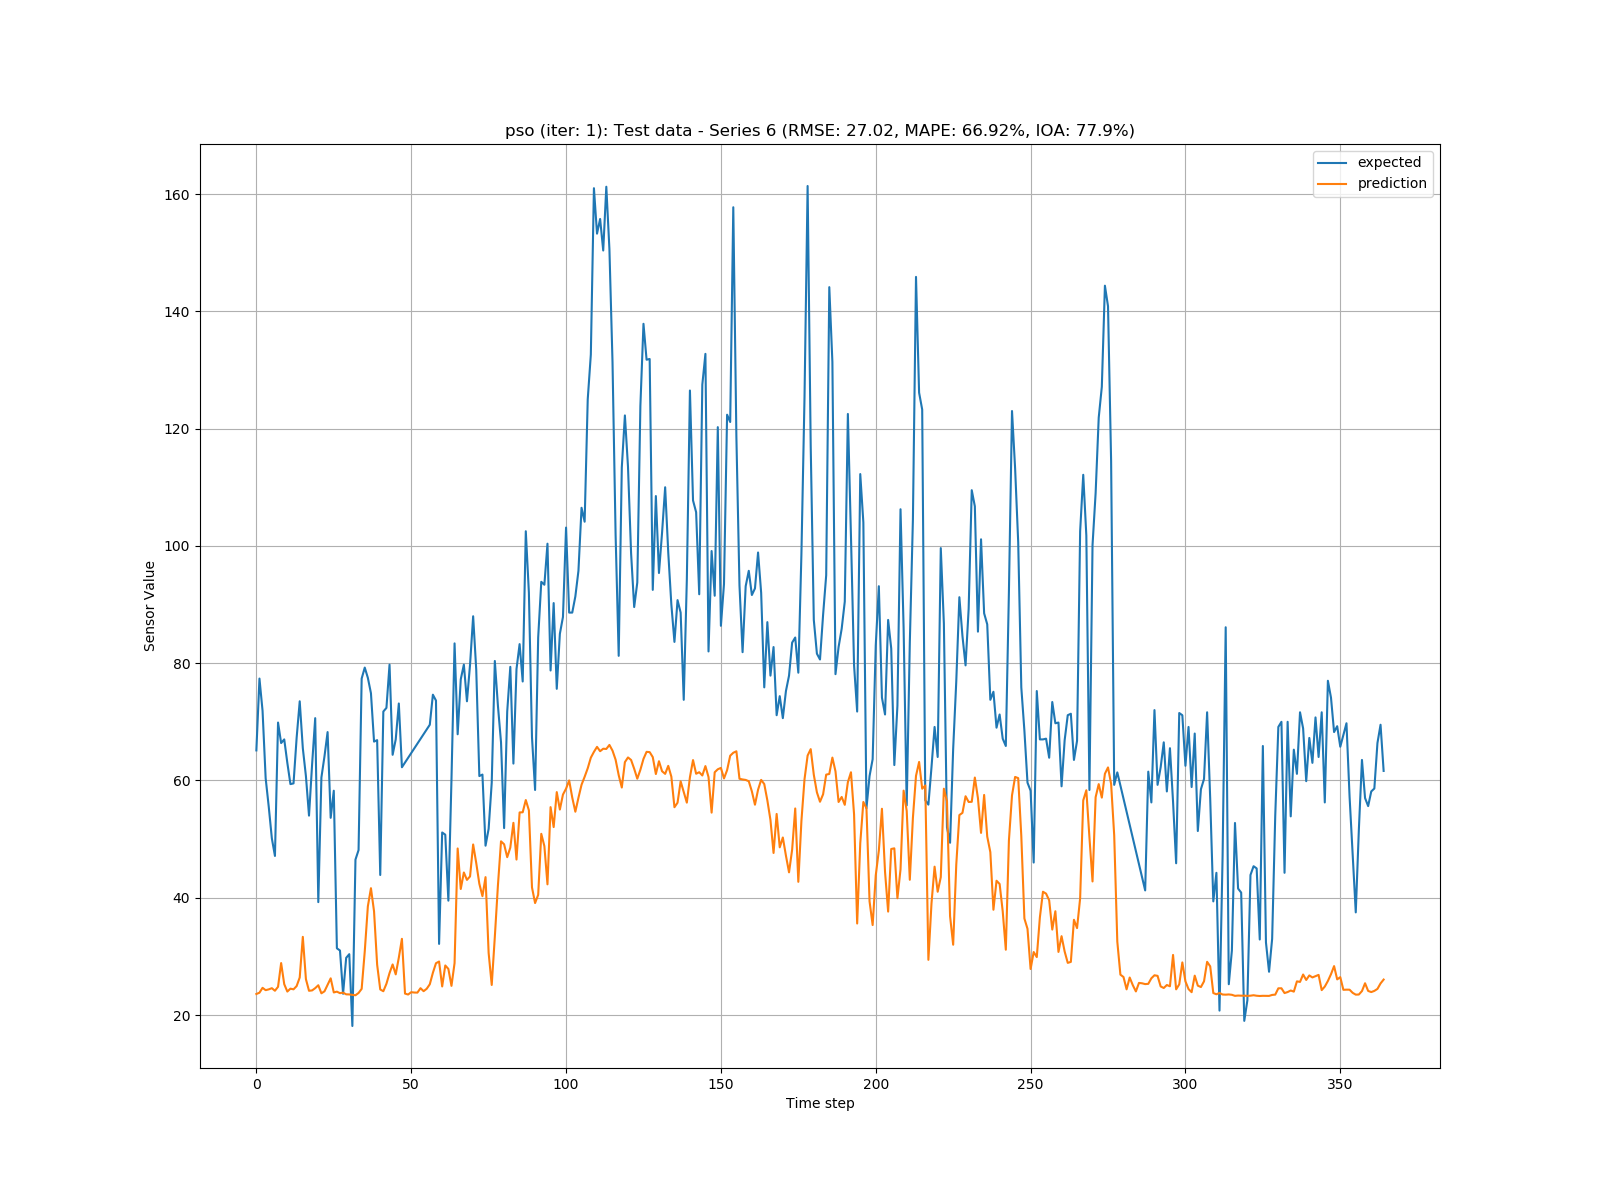 pso (iter: 1): Test data - Series 6 (RMSE: 27.02, MAPE: 66.92%, IOA: 77.9%)
expected
prediction
160
140
120
100
80
60
40
20
Sensor Value
0 50 100 150 200 250 300 350
Time step